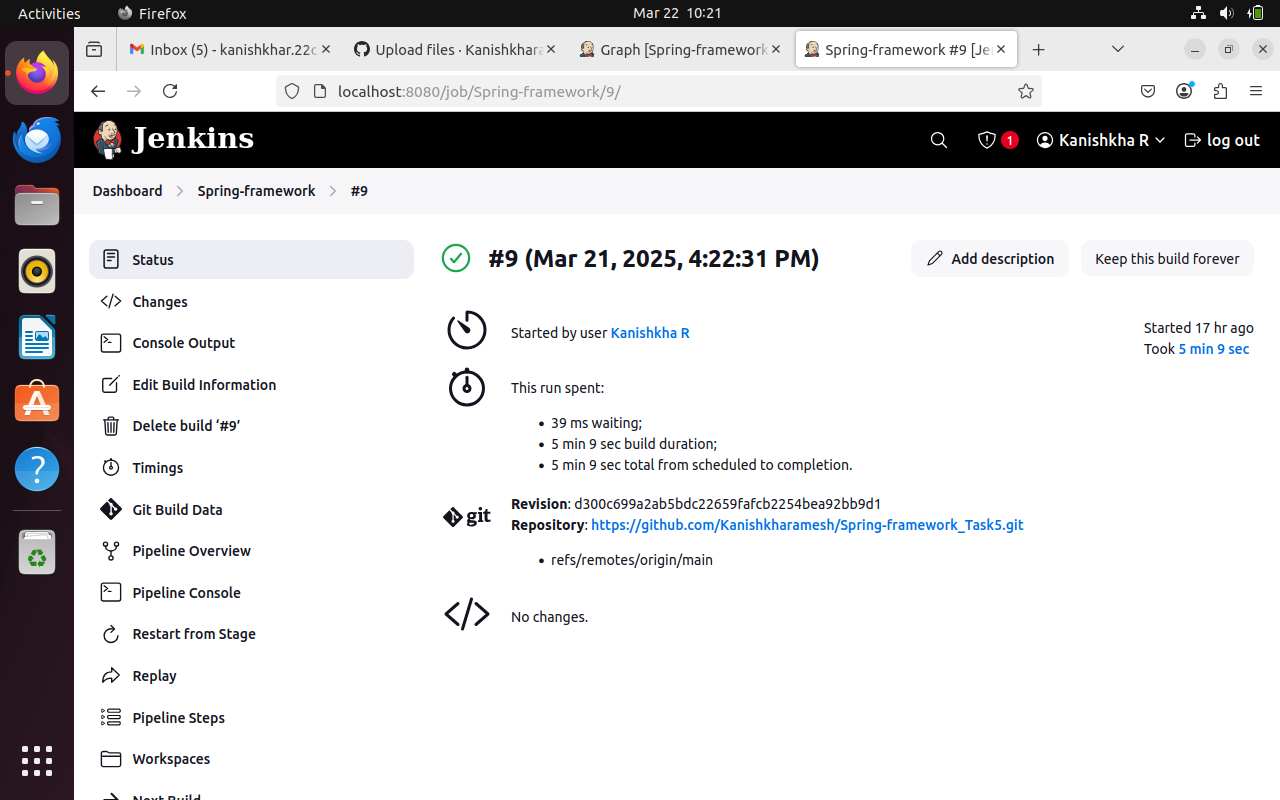 Activities Firefox Mar 22 10:21
Inbox (5) - kanishkhar.22c Upload files · Kanishkhara Graph [Spring-framework Spring-framework #9 [Je
localhost:8080/job/Spring-framework/9/
Jenkins 1 Kanishkha R log out
Dashboard Spring-framework #9
Status
Changes
Console Output
Edit Build Information
Delete build ‘#9’
Timings
Git Build Data
Pipeline Overview
Pipeline Console
Restart from Stage
Replay
Pipeline Steps
Workspaces
Next Build
#9 (Mar 21, 2025, 4:22:31 PM) Add description Keep this build forever
Started by user Kanishkha R
Started 17 hr ago
Took 5 min 9 sec
This run spent:
• 39 ms waiting;
• 5 min 9 sec build duration;
• 5 min 9 sec total from scheduled to completion.
git
Revision: d300c699a2ab5bdc22659fafcb2254bea92bb9d1
Repository: https://github.com/Kanishkharamesh/Spring-framework_Task5.git
• refs/remotes/origin/main
No changes.